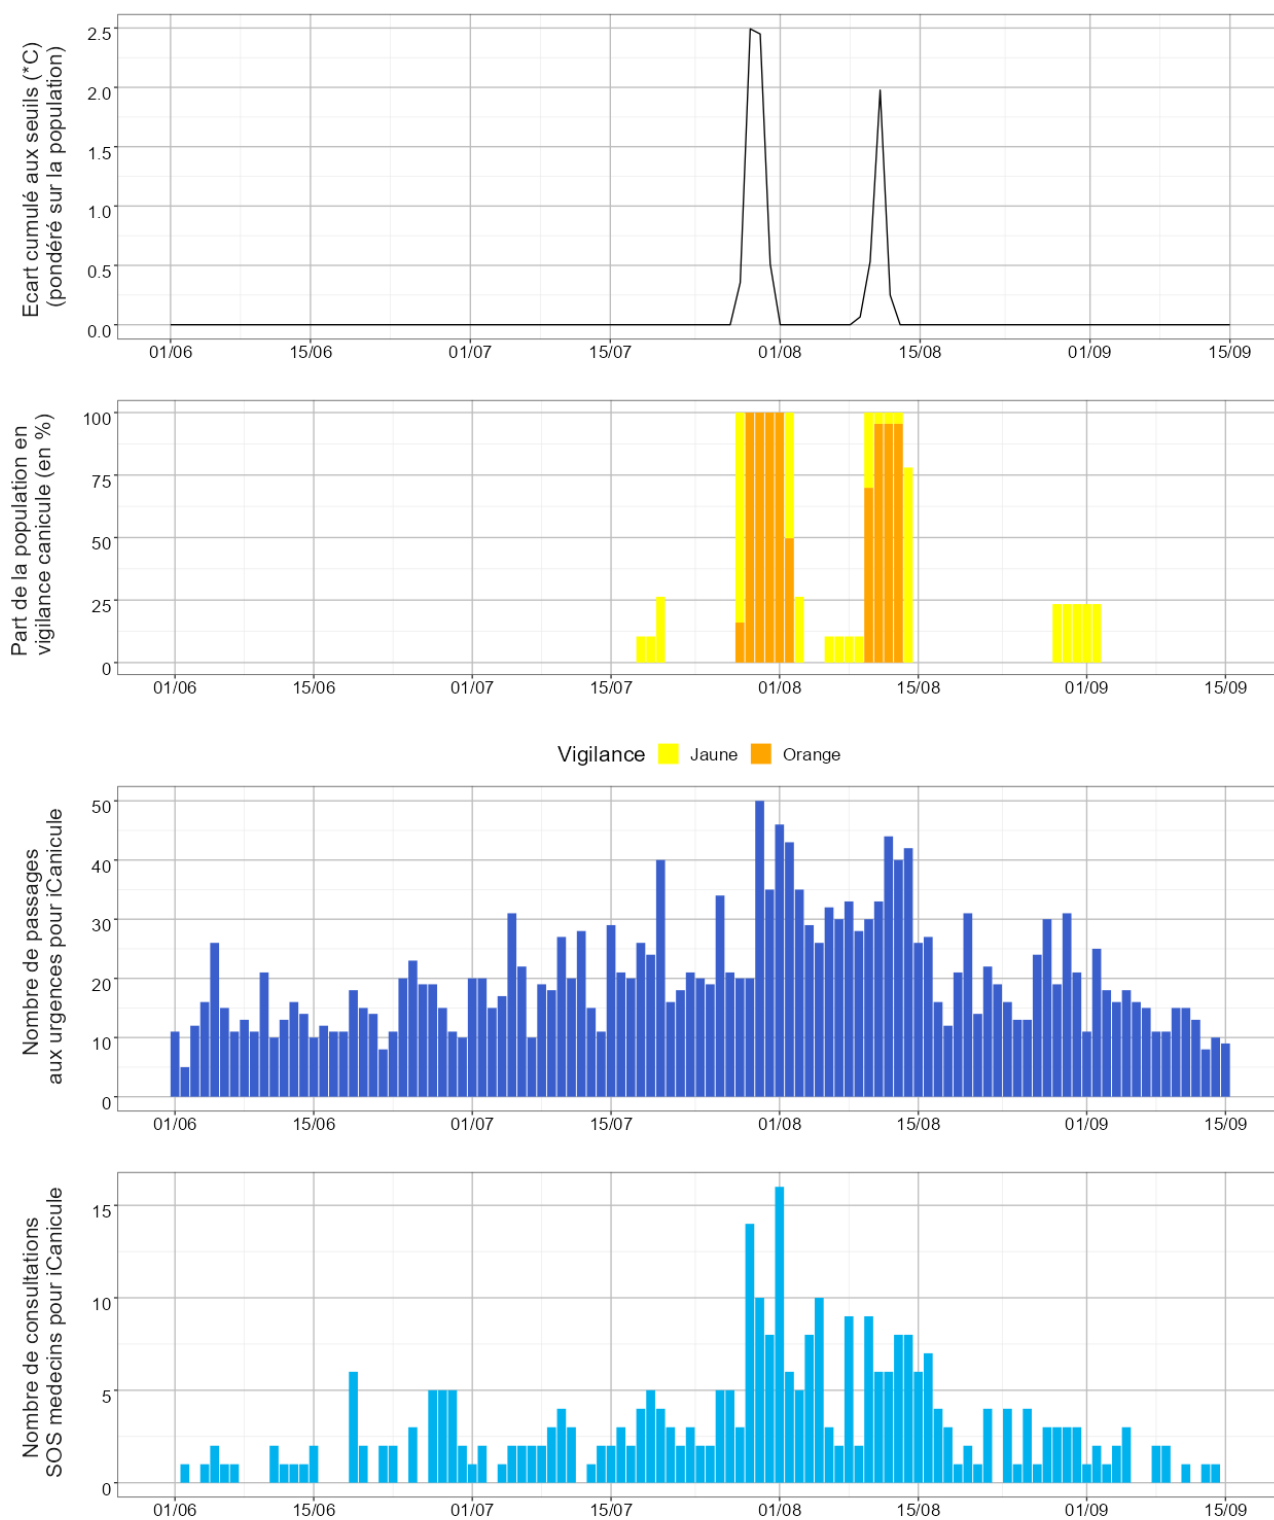 Ecart cumulé aux seuils (*C)
(pondéré sur la population)
2.5
2.0
1.5
1.0
0.5
0.0
01/06 15/06 01/07 15/07 01/08 15/08 01/09 15/09
Part de la population en
vigilance canicule (en %)
100
75
50
25
0
01/06 15/06 01/07 15/07 01/08 15/08 01/09 15/09
Vigilance Jaune Orange
Nombre de passages
aux urgences pour iCanicule
50
40
30
20
10
0
01/06 15/06 01/07 15/07 01/08 15/08 01/09 15/09
Nombre de consultations
SOS medecins pour iCanicule
15
10
5
0
01/06 15/06 01/07 15/07 01/08 15/08 01/09 15/09